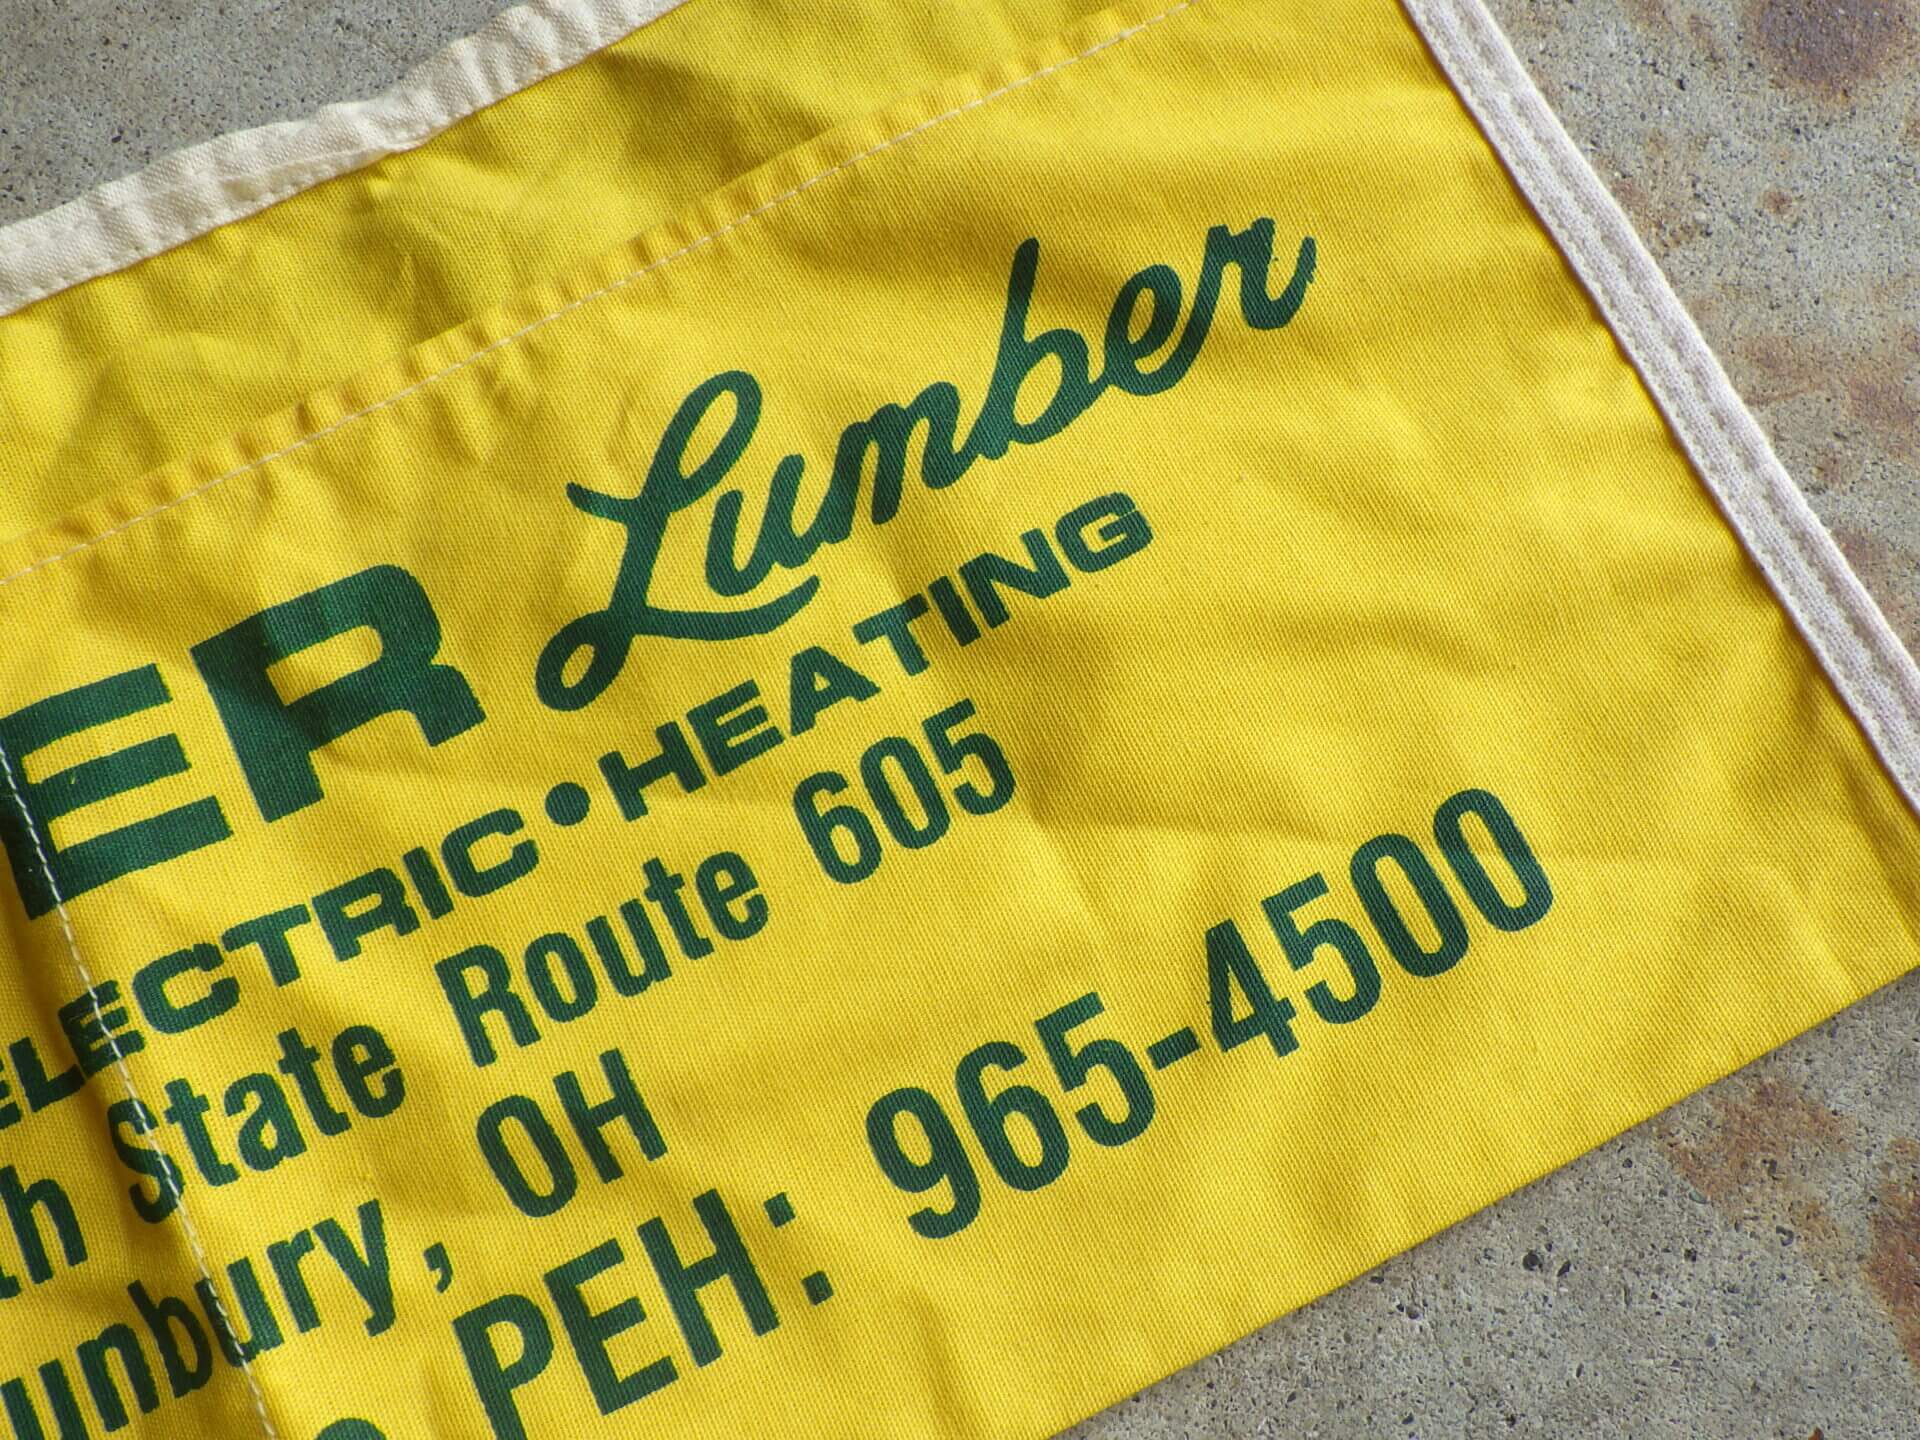 ER Lumber
ELECTRIC•HEATING
th State Route 605
unbury, OH
PEH: 965-4500